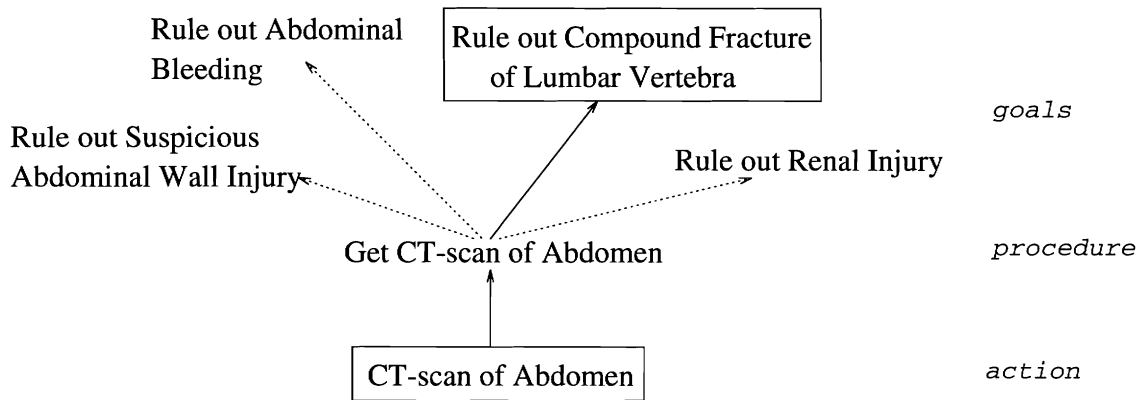 Rule out Abdominal
Bleeding
Rule out Compound Fracture
of Lumbar Vertebra
goals
Rule out Suspicious
Abdominal Wall Injury
Rule out Renal Injury
Get CT-scan of Abdomen
procedure
CT-scan of Abdomen
action